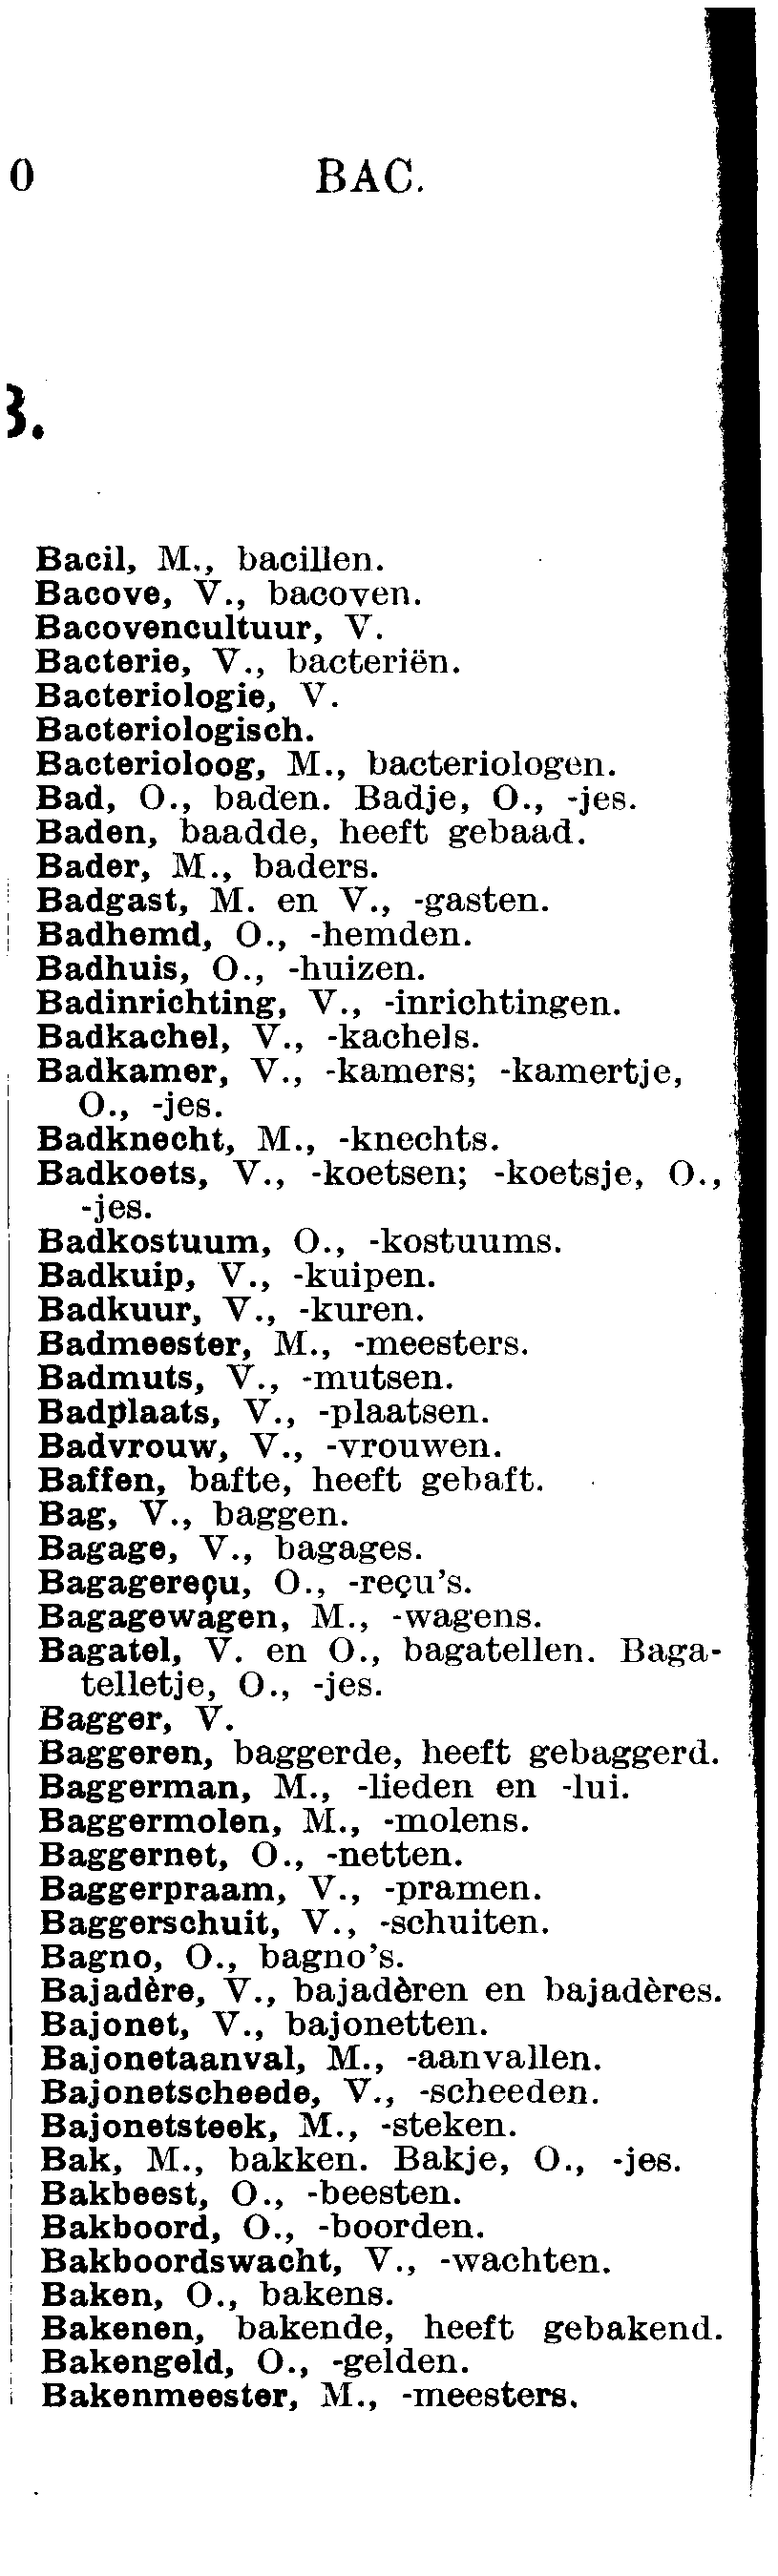 0 BAC.
B.
Bacil, M., bacillen.
Bacove, V., bacoven.
Bacovencultuur, V.
Bacterie, V., bacteriën.
Bacteriologie, V.
Bacteriologisch.
Bacterioloog, M., bacteriologen.
Bad, O., baden. Badje, O., -jes.
Baden, baadde, heeft gebaad.
Bader, M., baders.
Badgast, M. en V., -gasten.
Badhemd, O., -hemden.
Badhuis, O., -huizen.
Badinrichting, V., -inrichtingen.
Badkachel, V., -kachels.
Badkamer, V., -kamers; -kamertje,
O., -jes.
Badknecht, M., -knechts.
Badkoets, V., -koetsen; -koetsje, O.,
-jes.
Badkostuum, O., -kostuums.
Badkuip, V., -kuipen.
Badkuur, V., -kuren.
Badmeester, M., -meesters.
Badmuts, V., -mutsen.
Badplaats, V., -plaatsen.
Badvrouw, V., -vrouwen.
Baffen, bafte, heeft gebaft.
Bag, V., baggen.
Bagage, V., bagages.
Bagagereçu, O., -reçu's.
Bagagewagen, M., -wagens.
Bagatel, V. en O., bagatellen. Baga-
telletje, O., -jes.
Bagger, V.
Baggeren, baggerde, heeft gebaggerd.
Baggerman, M., -lieden en -lui.
Baggermolen, M., -molens.
Baggernet, O., -netten.
Baggerpraam, V., -pramen.
Baggerschuit, V., -schuiten.
Bagno, O., bagno's.
Bajadère, V., bajadèren en bajadères.
Bajonet, V., bajonetten.
Bajonetaanval, M., -aanvallen.
Bajonetscheede, V., -scheeden.
Bajonetsteek, M., -steken.
Bak, M., bakken. Bakje, O., -jes.
Bakbeest, O., -beesten.
Bakboord, O., -boorden.
Bakboordswacht, V., -wachten.
Baken, O., bakens.
Bakenen, bakende, heeft gebakend.
Bakengeld, O., -gelden.
Bakenmeester, M., -meesters.